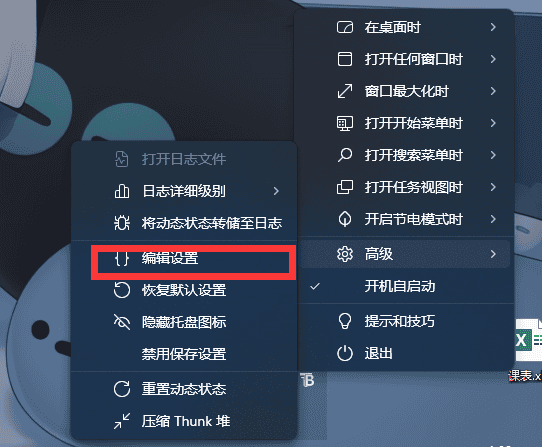 在桌面时
打开任何窗口时
窗口最大化时
打开开始菜单时
打开搜索菜单时
打开任务视图时
开启节电模式时
高级
开机自启动
提示和技巧
退出
打开日志文件
日志详细级别
将动态状态转储至日志
编辑设置
恢复默认设置
隐藏托盘图标
禁用保存设置
重置动态状态
压缩 Thunk 堆
课表.x